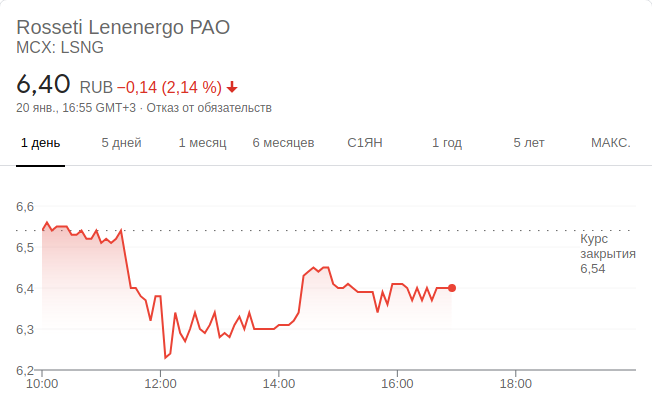 Rosseti Lenenergo PAO
MCX: LSNG
6,40 RUB −0,14 (2,14 %)
20 янв., 16:55 GMT+3 · Отказ от обязательств
1 день 5 дней 1 месяц 6 месяцев С1ЯН 1 год 5 лет МАКС.
6,6
Курс
закрытия
6,54
6,5
6,4
6,3
6,2
10:00 12:00 14:00 16:00 18:00